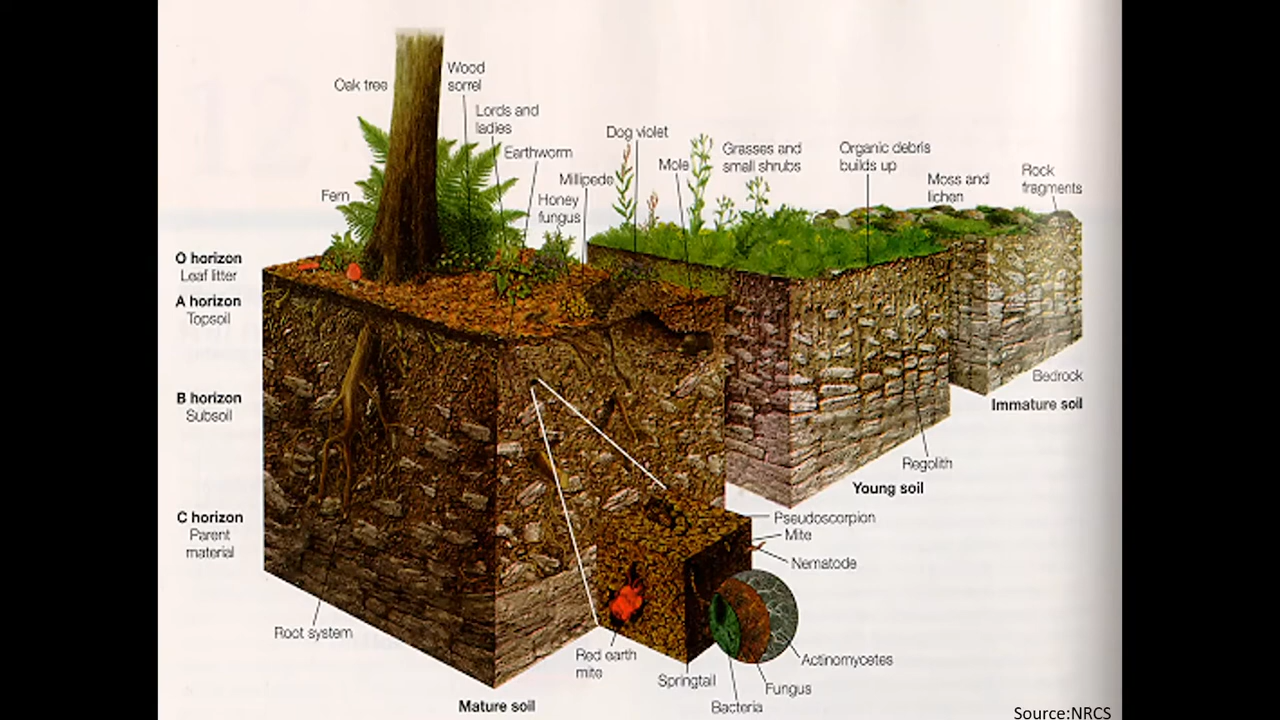 Oak tree
Wood
sorrel
Lords and
ladies
Earthworm
Millipede
Honey
fungus
Fern
Dog violet
Mole
Grasses and
small shrubs
Organic debris
builds up
Moss and
lichen
Rock
fragments
O horizon
Leaf litter
A horizon
Topsoil
B horizon
Subsoil
C horizon
Parent
material
Bedrock
Immature soil
Regolith
Young soil
Pseudoscorpion
Mite
Nematode
Root system
Red earth
mite
Springtail
Actinomycetes
Fungus
Bacteria
Mature soil
Source:NRCS